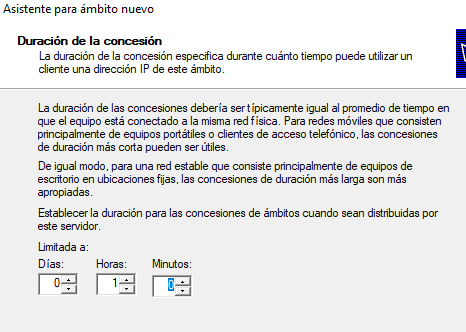 Asistente para ámbito nuevo
Duración de la concesión
La duración de la concesión especifica durante cuánto tiempo puede utilizar un
cliente una dirección IP de este ámbito.
La duración de las concesiones debería ser típicamente igual al promedio de tiempo en
que el equipo está conectado a la misma red física. Para redes móviles que consisten
principalmente de equipos portátiles o clientes de acceso telefónico, las concesiones
de duración más corta pueden ser útiles.
De igual modo, para una red estable que consiste principalmente de equipos de
escritorio en ubicaciones fijas, las concesiones de duración más larga son más
apropiadas.
Establecer la duración para las concesiones de ámbitos cuando sean distribuidas por
este servidor.
Limitada a:
Días: Horas: Minutos:
0 1 0